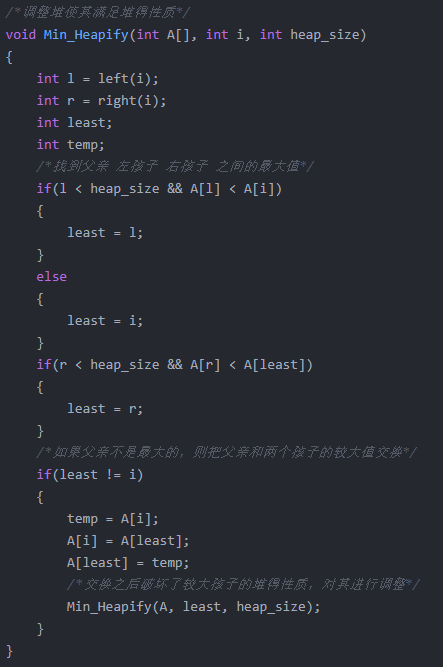 /*调整堆使其满足堆得性质*/
void Min_Heapify(int A[], int i, int heap_size)
{
    int l = left(i);
    int r = right(i);
    int least;
    int temp;
    /*找到父亲 左孩子 右孩子 之间的最大值*/
    if(l < heap_size && A[l] < A[i])
    {
        least = l;
    }
    else
    {
        least = i;
    }
    if(r < heap_size && A[r] < A[least])
    {
        least = r;
    }
    /*如果父亲不是最大的，则把父亲和两个孩子的较大值交换*/
    if(least != i)
    {
        temp = A[i];
        A[i] = A[least];
        A[least] = temp;
        /*交换之后破坏了较大孩子的堆得性质，对其进行调整*/
        Min_Heapify(A, least, heap_size);
    }
}